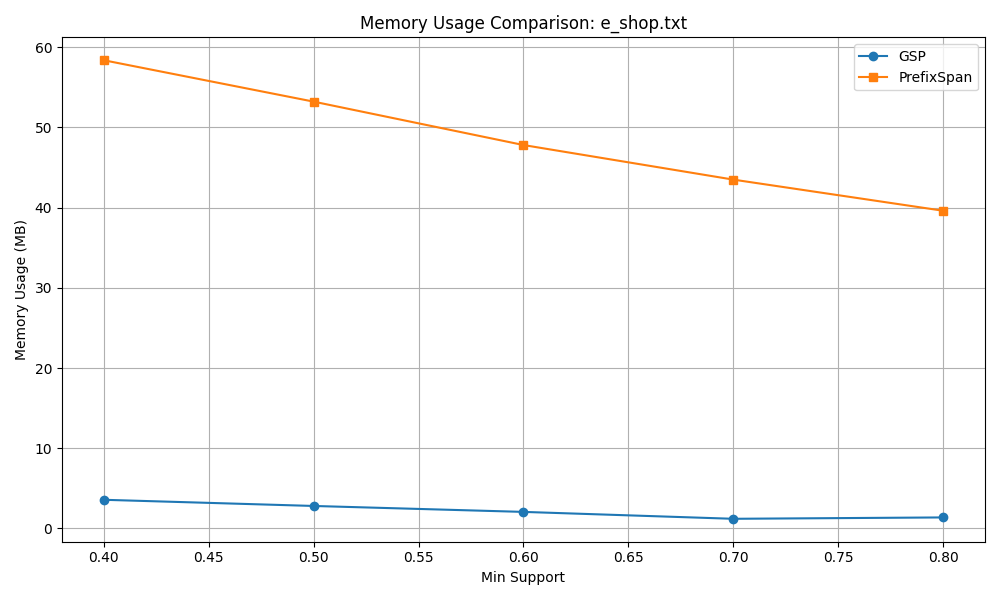 Memory Usage Comparison: e_shop.txt
GSP
PrefixSpan
Memory Usage (MB)
60
50
40
30
20
10
0
0.40 0.45 0.50 0.55 0.60 0.65 0.70 0.75 0.80
Min Support